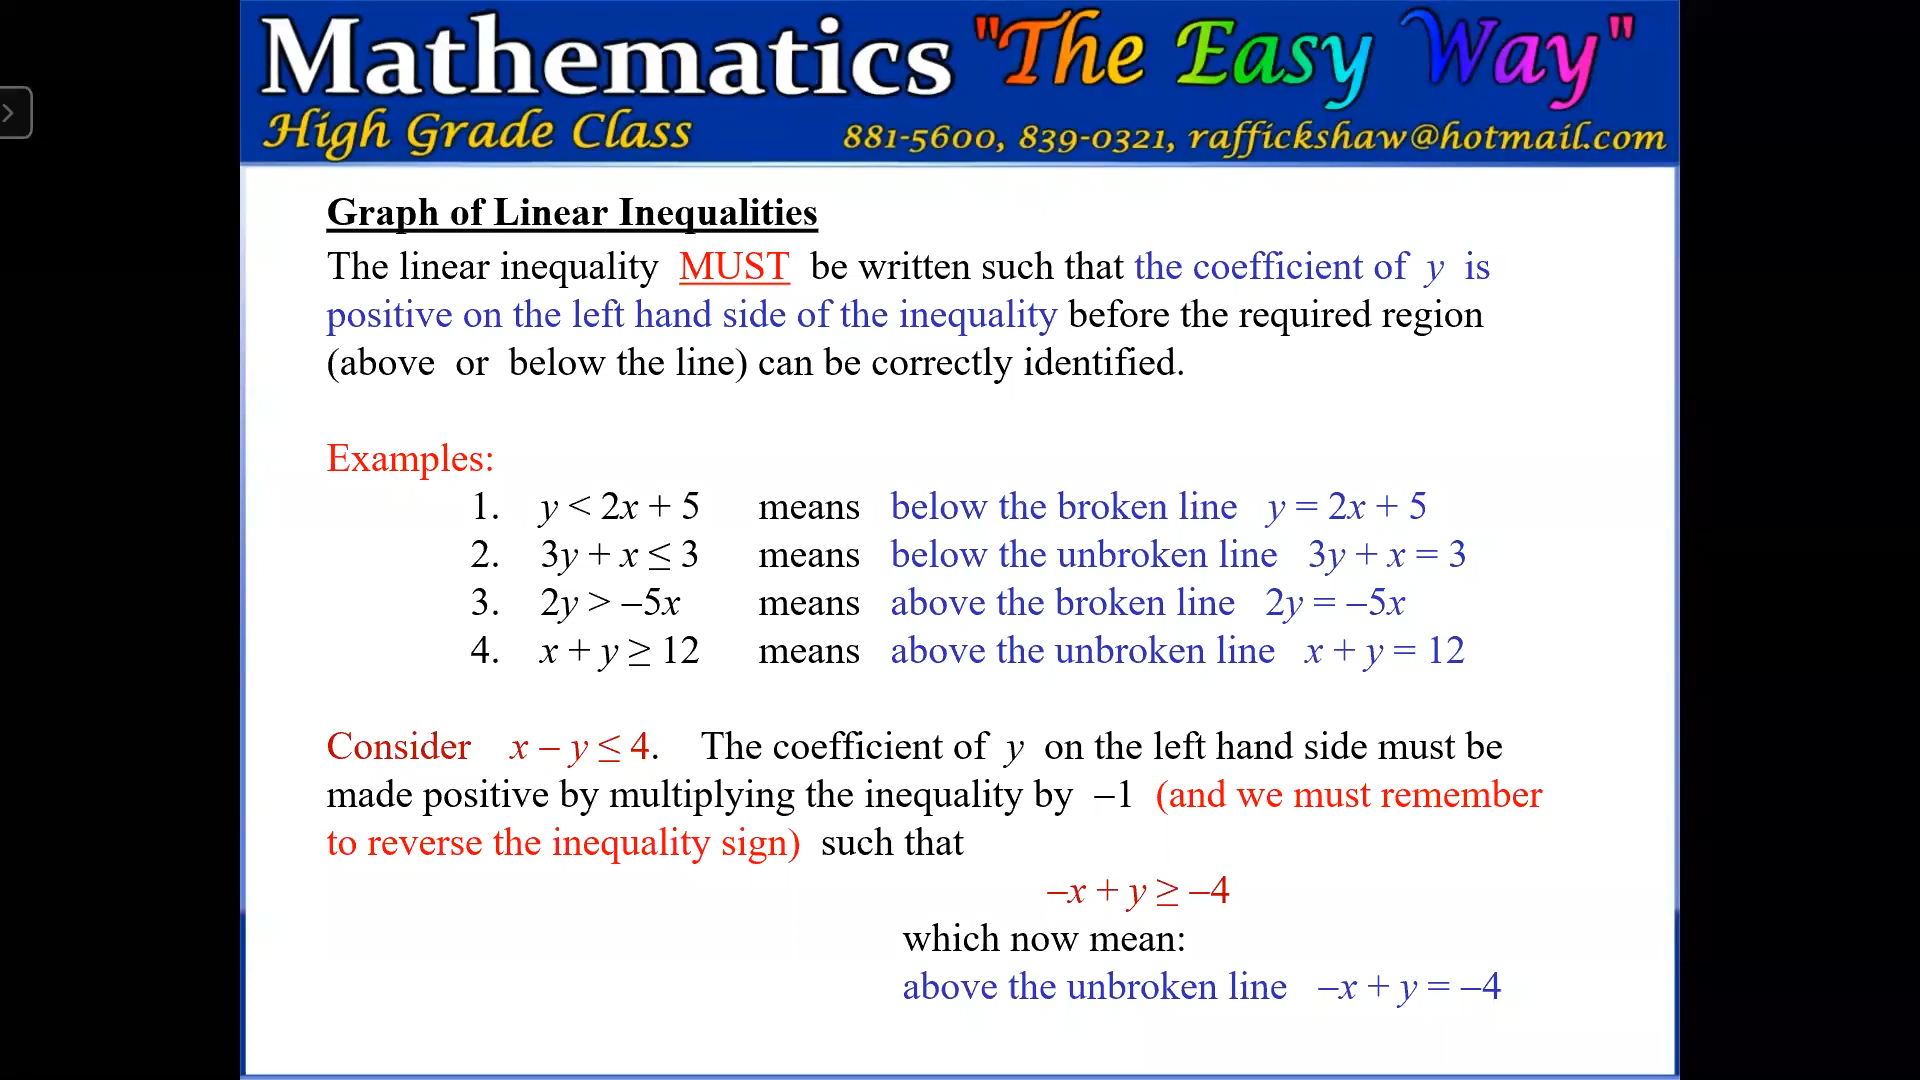 Mathematics "The Easy Way"
High Grade Class 881-5600, 839-0321, raffickshaw@hotmail.com
Graph of Linear Inequalities
The linear inequality MUST be written such that the coefficient of y is
positive on the left hand side of the inequality before the required region
(above or below the line) can be correctly identified.
Examples:
1. y < 2x + 5 means below the broken line y = 2x + 5
2. 3y + x ≤ 3 means below the unbroken line 3y + x = 3
3. 2y > –5x means above the broken line 2y = –5x
4. x + y ≥ 12 means above the unbroken line x + y = 12
Consider x – y ≤ 4. The coefficient of y on the left hand side must be
made positive by multiplying the inequality by –1 (and we must remember
to reverse the inequality sign) such that
–x + y ≥ –4
which now mean:
above the unbroken line –x + y = –4